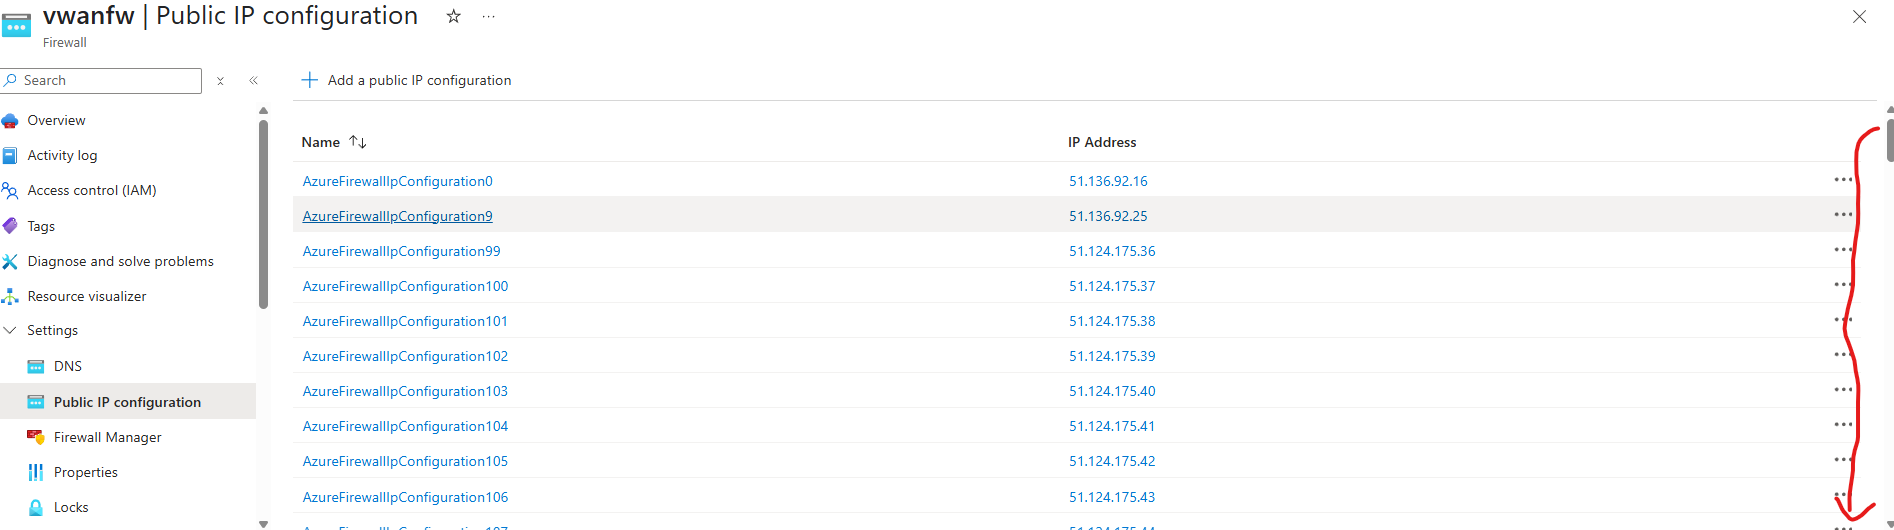 vwanfw | Public IP configuration
Firewall
Search
Add a public IP configuration
Overview
Activity log
Access control (IAM)
Tags
Diagnose and solve problems
Resource visualizer
Settings
DNS
Public IP configuration
Firewall Manager
Properties
Locks
Name IP Address
AzureFirewallIpConfiguration0 51.136.92.16
AzureFirewallIpConfiguration9 51.136.92.25
AzureFirewallIpConfiguration99 51.124.175.36
AzureFirewallIpConfiguration100 51.124.175.37
AzureFirewallIpConfiguration101 51.124.175.38
AzureFirewallIpConfiguration102 51.124.175.39
AzureFirewallIpConfiguration103 51.124.175.40
AzureFirewallIpConfiguration104 51.124.175.41
AzureFirewallIpConfiguration105 51.124.175.42
AzureFirewallIpConfiguration106 51.124.175.43